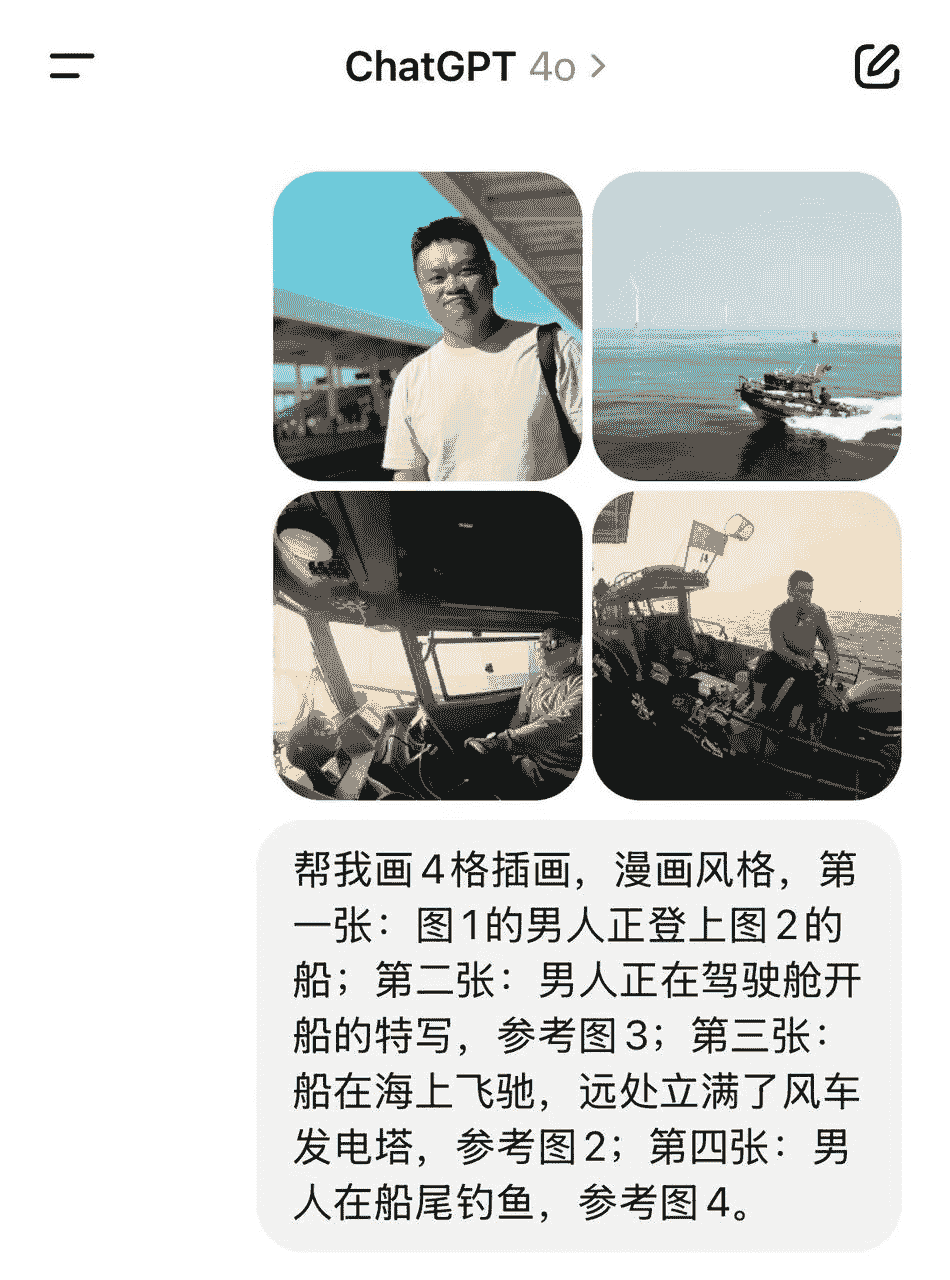 ChatGPT 4o >
帮我画4格插画，漫画风格，第
一张：图1的男人正登上图2的
船；第二张：男人正在驾驶舱开
船的特写，参考图3；第三张：
船在海上飞驰，远处立满了风车
发电塔，参考图2；第四张：男
人在船尾钓鱼，参考图4。